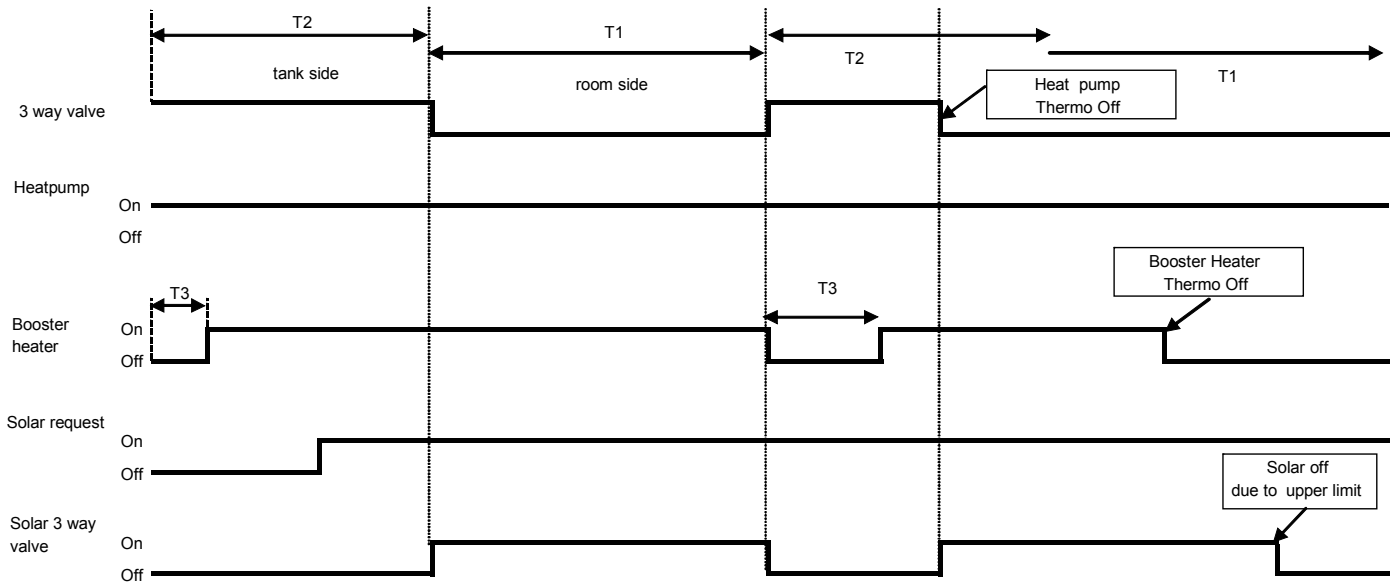 T2
T1
T2
T1
tank side
room side
Heat pump
Thermo Off
3 way valve
Heatpump
On
Off
Booster Heater
Thermo Off
T3
T3
Booster
heater
On
Off
Solar request
On
Off
Solar off
due to upper limit
Solar 3 way
valve
On
Off